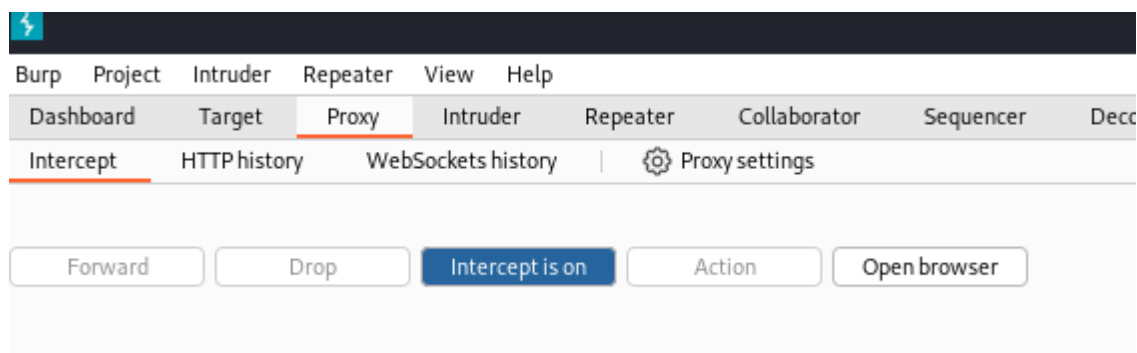 Burp Project Intruder Repeater View Help
Dashboard Target Proxy Intruder Repeater Collaborator Sequencer
Intercept HTTP history WebSockets history Proxy settings
Forward Drop Intercept is on Action Open browser